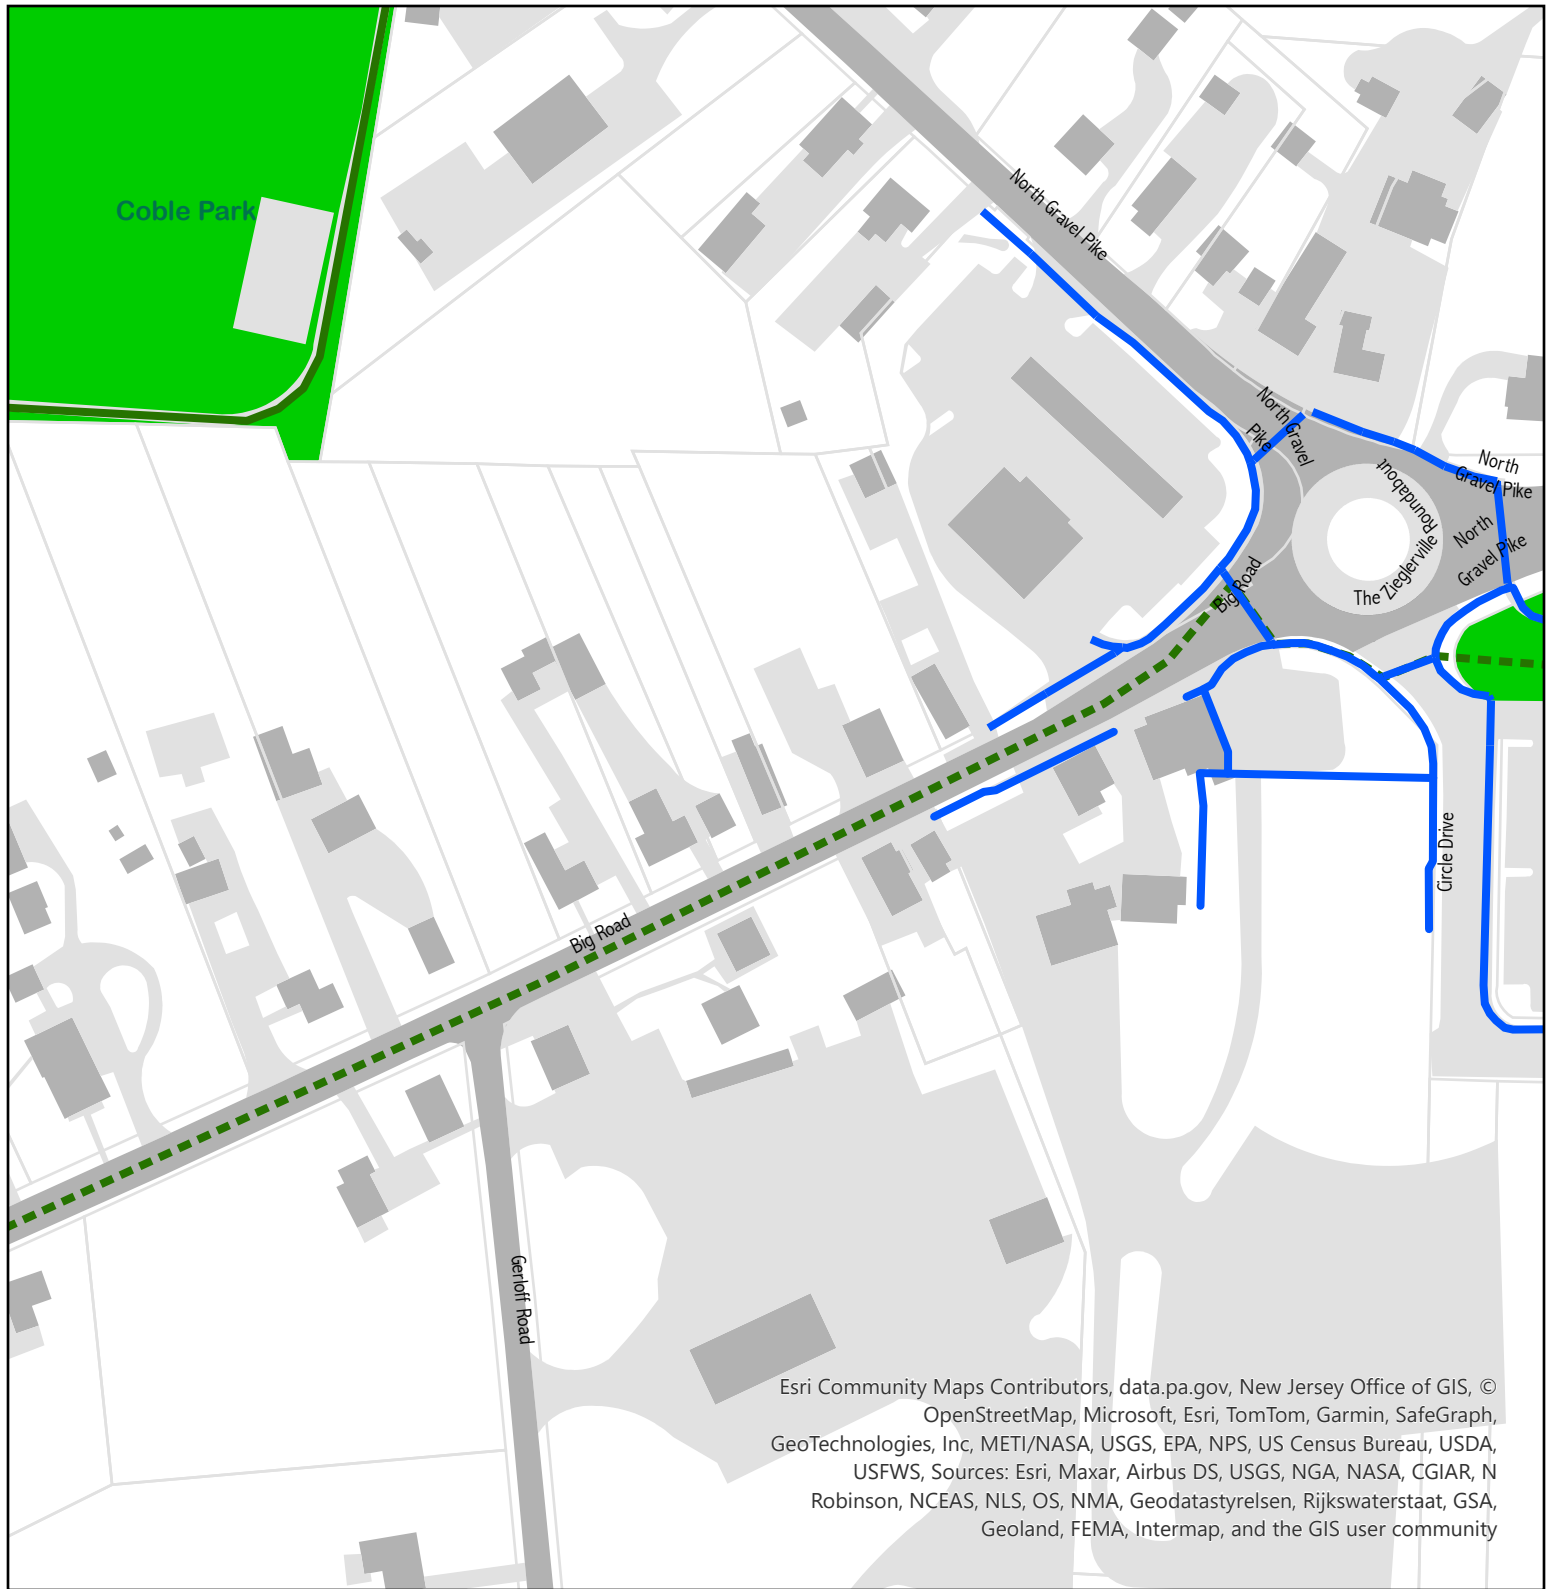 Coble Park
North Gravel Pike
North Gravel
Pike
North
Gravel Pike
The Zieglerville
Roundabout
North
Gravel Pike
Big Road
Circle Drive
Big Road
Gerloff Road
Esri Community Maps Contributors, data.pa.gov, New Jersey Office of GIS, ©
OpenStreetMap, Microsoft, Esri, TomTom, Garmin, SafeGraph,
GeoTechnologies, Inc, METI/NASA, USGS, EPA, NPS, US Census Bureau, USDA,
USFWS, Sources: Esri, Maxar, Airbus DS, USGS, NGA, NASA, CGIAR, N
Robinson, NCEAS, NLS, OS, NMA, Geodatastyrelsen, Rijkswaterstaat, GSA,
Geoland, FEMA, Intermap, and the GIS user community